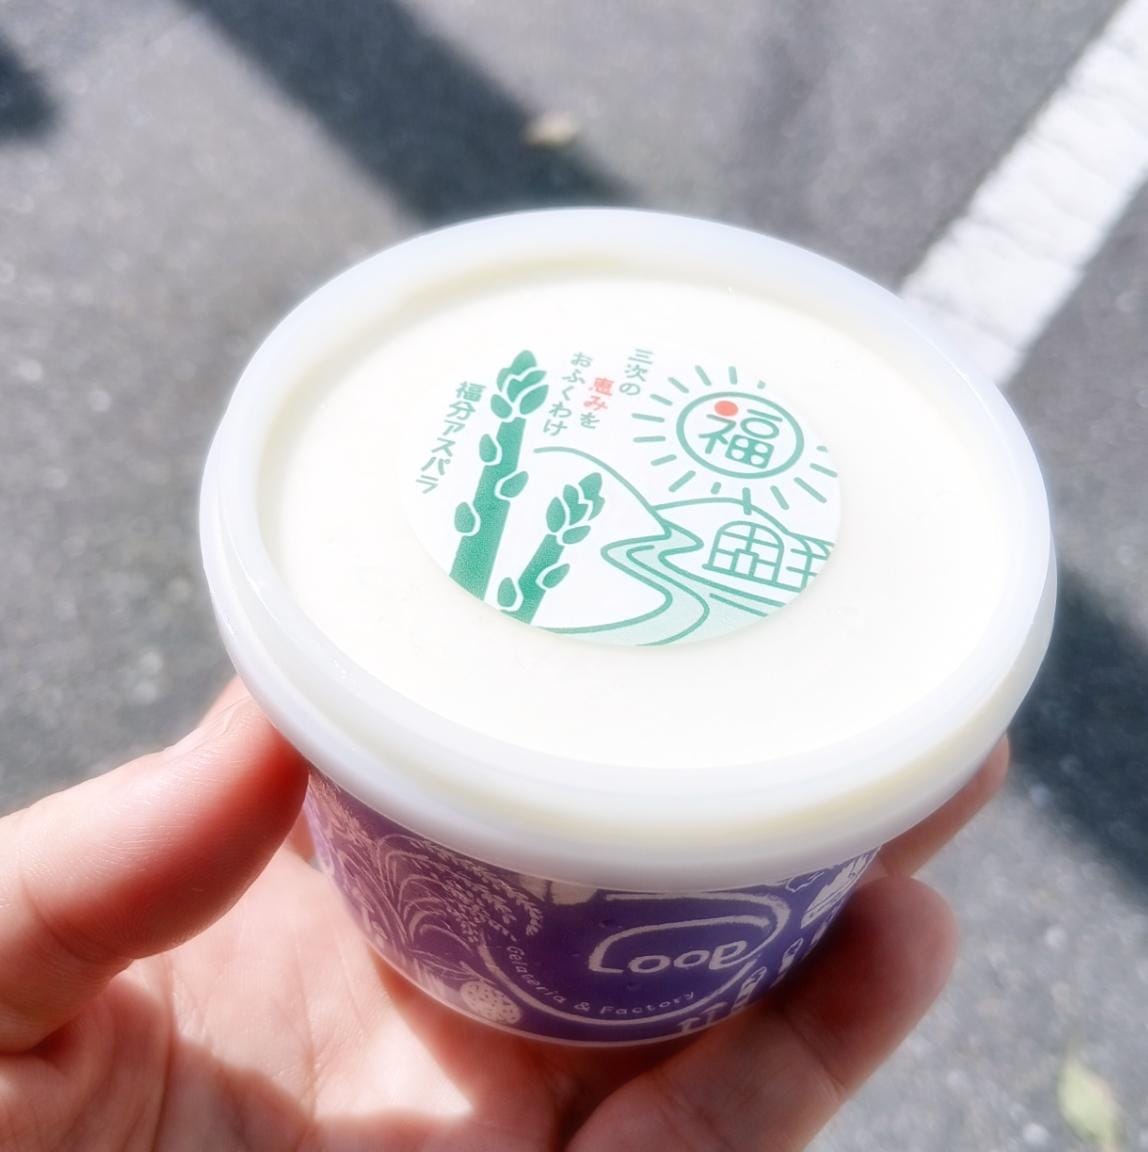 三次の
恵みを
おふくわけ
福分アスパラ
福
Loop
Gelateria & Factory